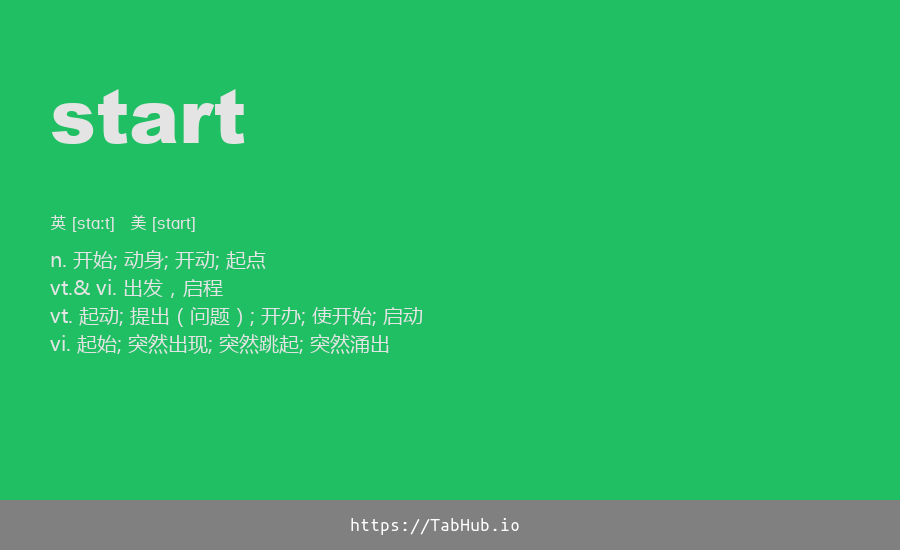 start
英 [stɑːt] 美 [start]
n. 开始; 动身; 开动; 起点
vt.& vi. 出发，启程
vt. 起动; 提出（问题）; 开办; 使开始; 启动
vi. 起始; 突然出现; 突然跳起; 突然涌出
https://TabHub.io